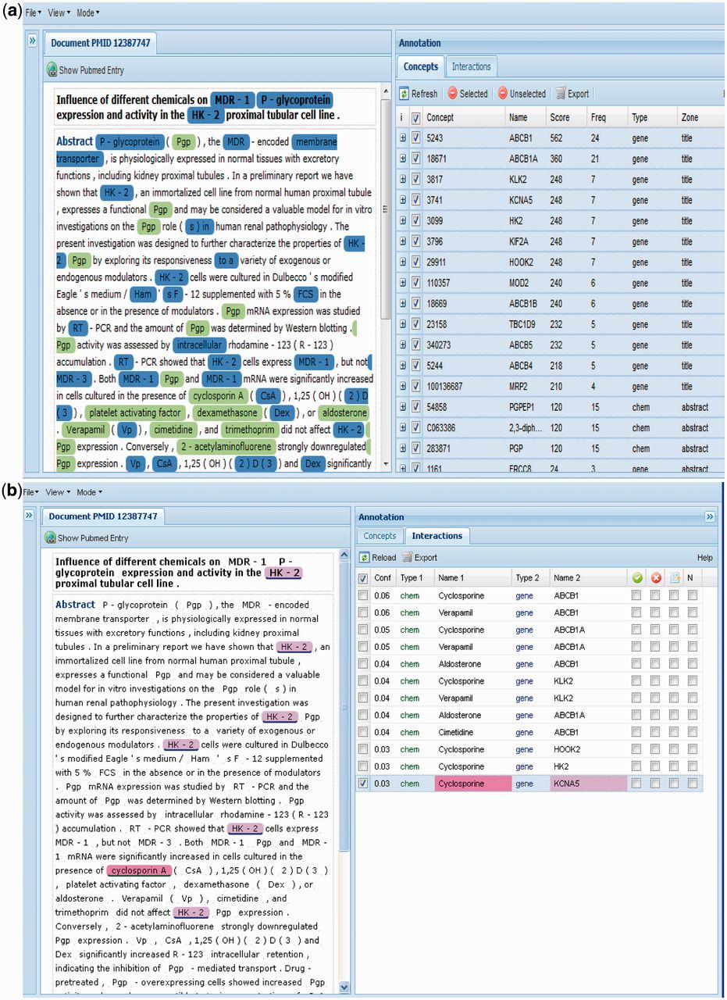 (a)
File View Mode
Document PMID 12387747
Show Pubmed Entry
Influence of different chemicals on MDR - 1 P - glycoprotein
expression and activity in the HK - 2 proximal tubular cell line .
Abstract P - glycoprotein ( Pgp ) , the MDR - encoded membrane
transporter , is physiologically expressed in normal tissues with excretory
functions , including kidney proximal tubules . In a preliminary report we have
shown that HK - 2 , an immortalized cell line from normal human proximal tubule
, expresses a functional Pgp and may be considered a valuable model for in vitro
investigations on the Pgp role ( s ) in human renal pathophysiology . The
present investigation was designed to further characterize the properties of HK -
2 Pgp by exploring its responsiveness to a variety of exogenous or
endogenous modulators . HK - 2 cells were cultured in Dulbecco ' s modified
Eagle ' s medium / Ham ' s F - 12 supplemented with 5 % FCS in the
absence or in the presence of modulators . Pgp mRNA expression was studied
by RT - PCR and the amount of Pgp was determined by Western blotting .
Pgp activity was assessed by intracellular rhodamine - 123 ( R - 123 )
accumulation . RT - PCR showed that HK - 2 cells express MDR - 1 , but not
MDR - 3 . Both MDR - 1 Pgp and MDR - 1 mRNA were significantly increased
in cells cultured in the presence of cyclosporin A ( CsA ) , 1,25 ( OH ) ( 2 ) D
( 3 ) , platelet activating factor , dexamethasone ( Dex ) , or aldosterone
. Verapamil ( Vp ) , cimetidine , and trimethoprim did not affect HK - 2
Pgp expression . Conversely , 2 - acetylaminofluorene strongly downregulated
Pgp expression . Vp , CsA , 1,25 ( OH ) ( 2 ) D ( 3 ) and Dex significantly
Annotation
Concepts Interactions
Refresh Selected Unselected Export
i Concept Name Score Freq Type Zone
5243 ABCB1 562 24 gene title
18671 ABCB1A 360 21 gene title
3817 KLK2 248 7 gene title
3741 KCNA5 248 7 gene title
3099 HK2 248 7 gene title
3796 KIF2A 248 7 gene title
29911 HOOK2 248 7 gene title
110357 MOD2 240 6 gene title
18669 ABCB1B 240 6 gene title
23158 TBC1D9 232 5 gene title
340273 ABCB5 232 5 gene title
5244 ABCB4 218 5 gene title
100136687 MRP2 210 4 gene title
54858 PGPEP1 120 15 chem abstract
C063386 2,3-diph... 120 15 chem abstract
283871 PGP 120 15 chem abstract
1161 ERCC8 24 3 gene abstract
(b)
File View Mode
Document PMID 12387747
Show Pubmed Entry
Influence of different chemicals on MDR - 1 P -
glycoprotein expression and activity in the HK - 2
proximal tubular cell line .
Abstract P - glycoprotein ( Pgp ) , the MDR - encoded
membrane transporter , is physiologically expressed in normal
tissues with excretory functions , including kidney proximal
tubules . In a preliminary report we have shown that HK - 2 , an
immortalized cell line from normal human proximal tubule ,
expresses a functional Pgp and may be considered a valuable
model for in vitro investigations on the Pgp role ( s ) in
human renal pathophysiology . The present investigation was
designed to further characterize the properties of HK - 2 Pgp
by exploring its responsiveness to a variety of exogenous or
endogenous modulators . HK - 2 cells were cultured in Dulbecco
' s modified Eagle ' s medium / Ham ' s F - 12 supplemented
with 5 % FCS in the absence or in the presence of modulators
. Pgp mRNA expression was studied by RT - PCR and the
amount of Pgp was determined by Western blotting . Pgp
activity was assessed by intracellular rhodamine - 123 ( R - 123
) accumulation . RT - PCR showed that HK - 2 cells express
MDR - 1 , but not MDR - 3 . Both MDR - 1 Pgp and MDR -
1 mRNA were significantly increased in cells cultured in the
presence of cyclosporin A ( CsA ) , 1,25 ( OH ) ( 2 ) D ( 3 )
, platelet activating factor , dexamethasone ( Dex ) , or
aldosterone . Verapamil ( Vp ) , cimetidine , and
trimethoprim did not affect HK - 2 Pgp expression .
Conversely , 2 - acetylaminofluorene strongly downregulated
Pgp expression . Vp , CsA , 1,25 ( OH ) ( 2 ) D ( 3 ) and
Dex significantly increased R - 123 intracellular retention ,
indicating the inhibition of Pgp - mediated transport . Drug -
pretreated , Pgp - overexpressing cells showed increased Pgp
Annotation
Concepts Interactions
Reload Export Help
Conf Type 1 Name 1 Type 2 Name 2 N
0.06 chem Cyclosporine gene ABCB1
0.06 chem Verapamil gene ABCB1
0.05 chem Cyclosporine gene ABCB1A
0.05 chem Verapamil gene ABCB1A
0.04 chem Aldosterone gene ABCB1
0.04 chem Cyclosporine gene KLK2
0.04 chem Verapamil gene KLK2
0.04 chem Aldosterone gene ABCB1A
0.04 chem Cimetidine gene ABCB1
0.03 chem Cyclosporine gene HOOK2
0.03 chem Cyclosporine gene HK2
0.03 chem Cyclosporine gene KCNA5